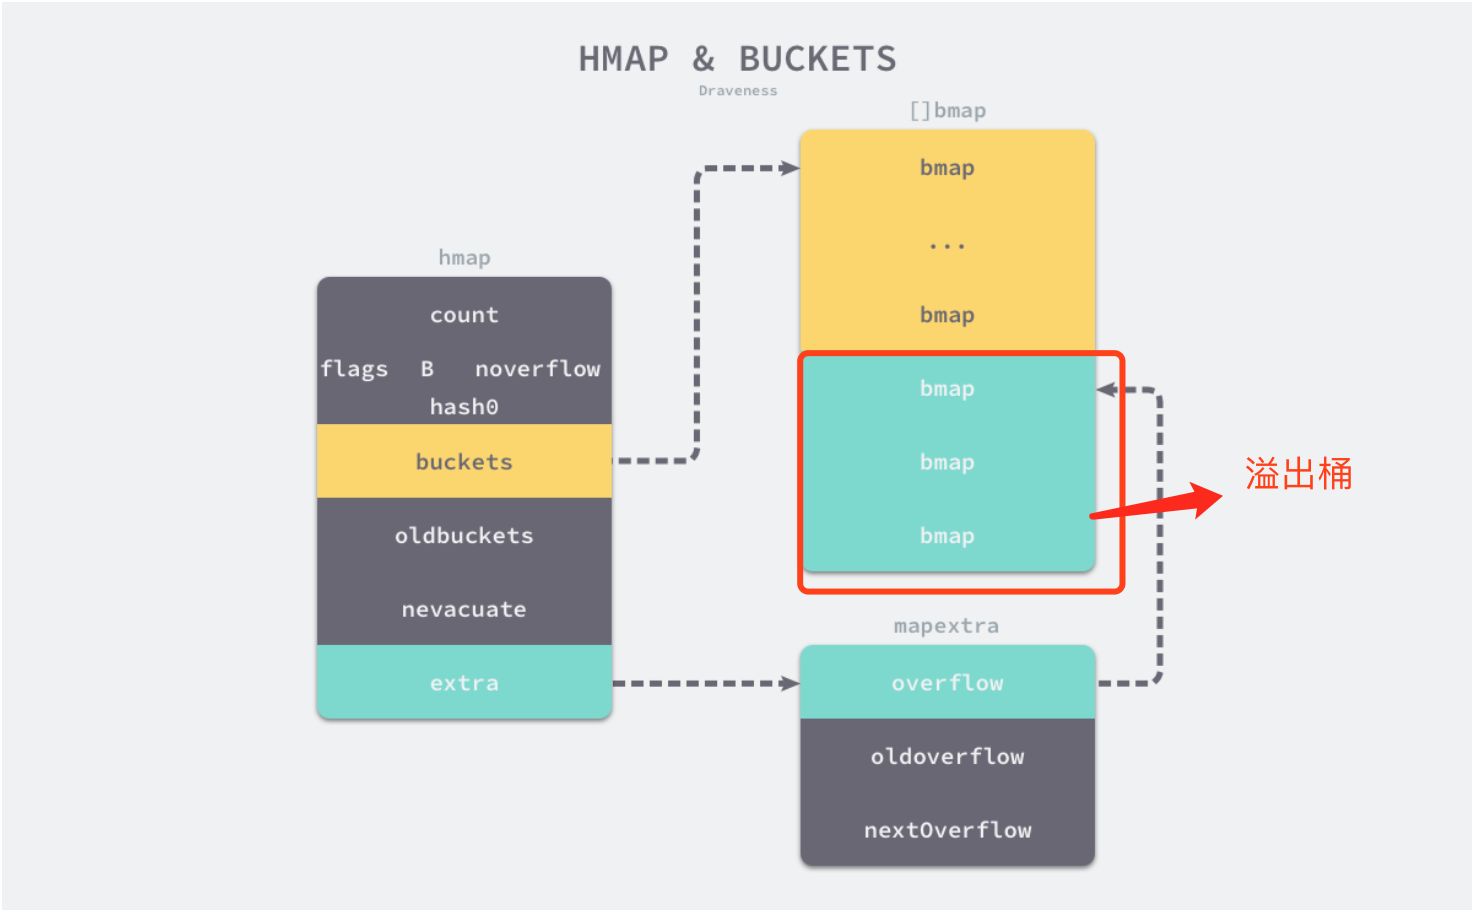 HMAP & BUCKETS
Draveness
hmap
count
flags B noverflow
hash0
buckets
oldbuckets
nevacuate
extra
[]bmap
bmap
...
bmap
bmap
bmap
bmap
溢出桶
mapextra
overflow
oldoverflow
nextOverflow